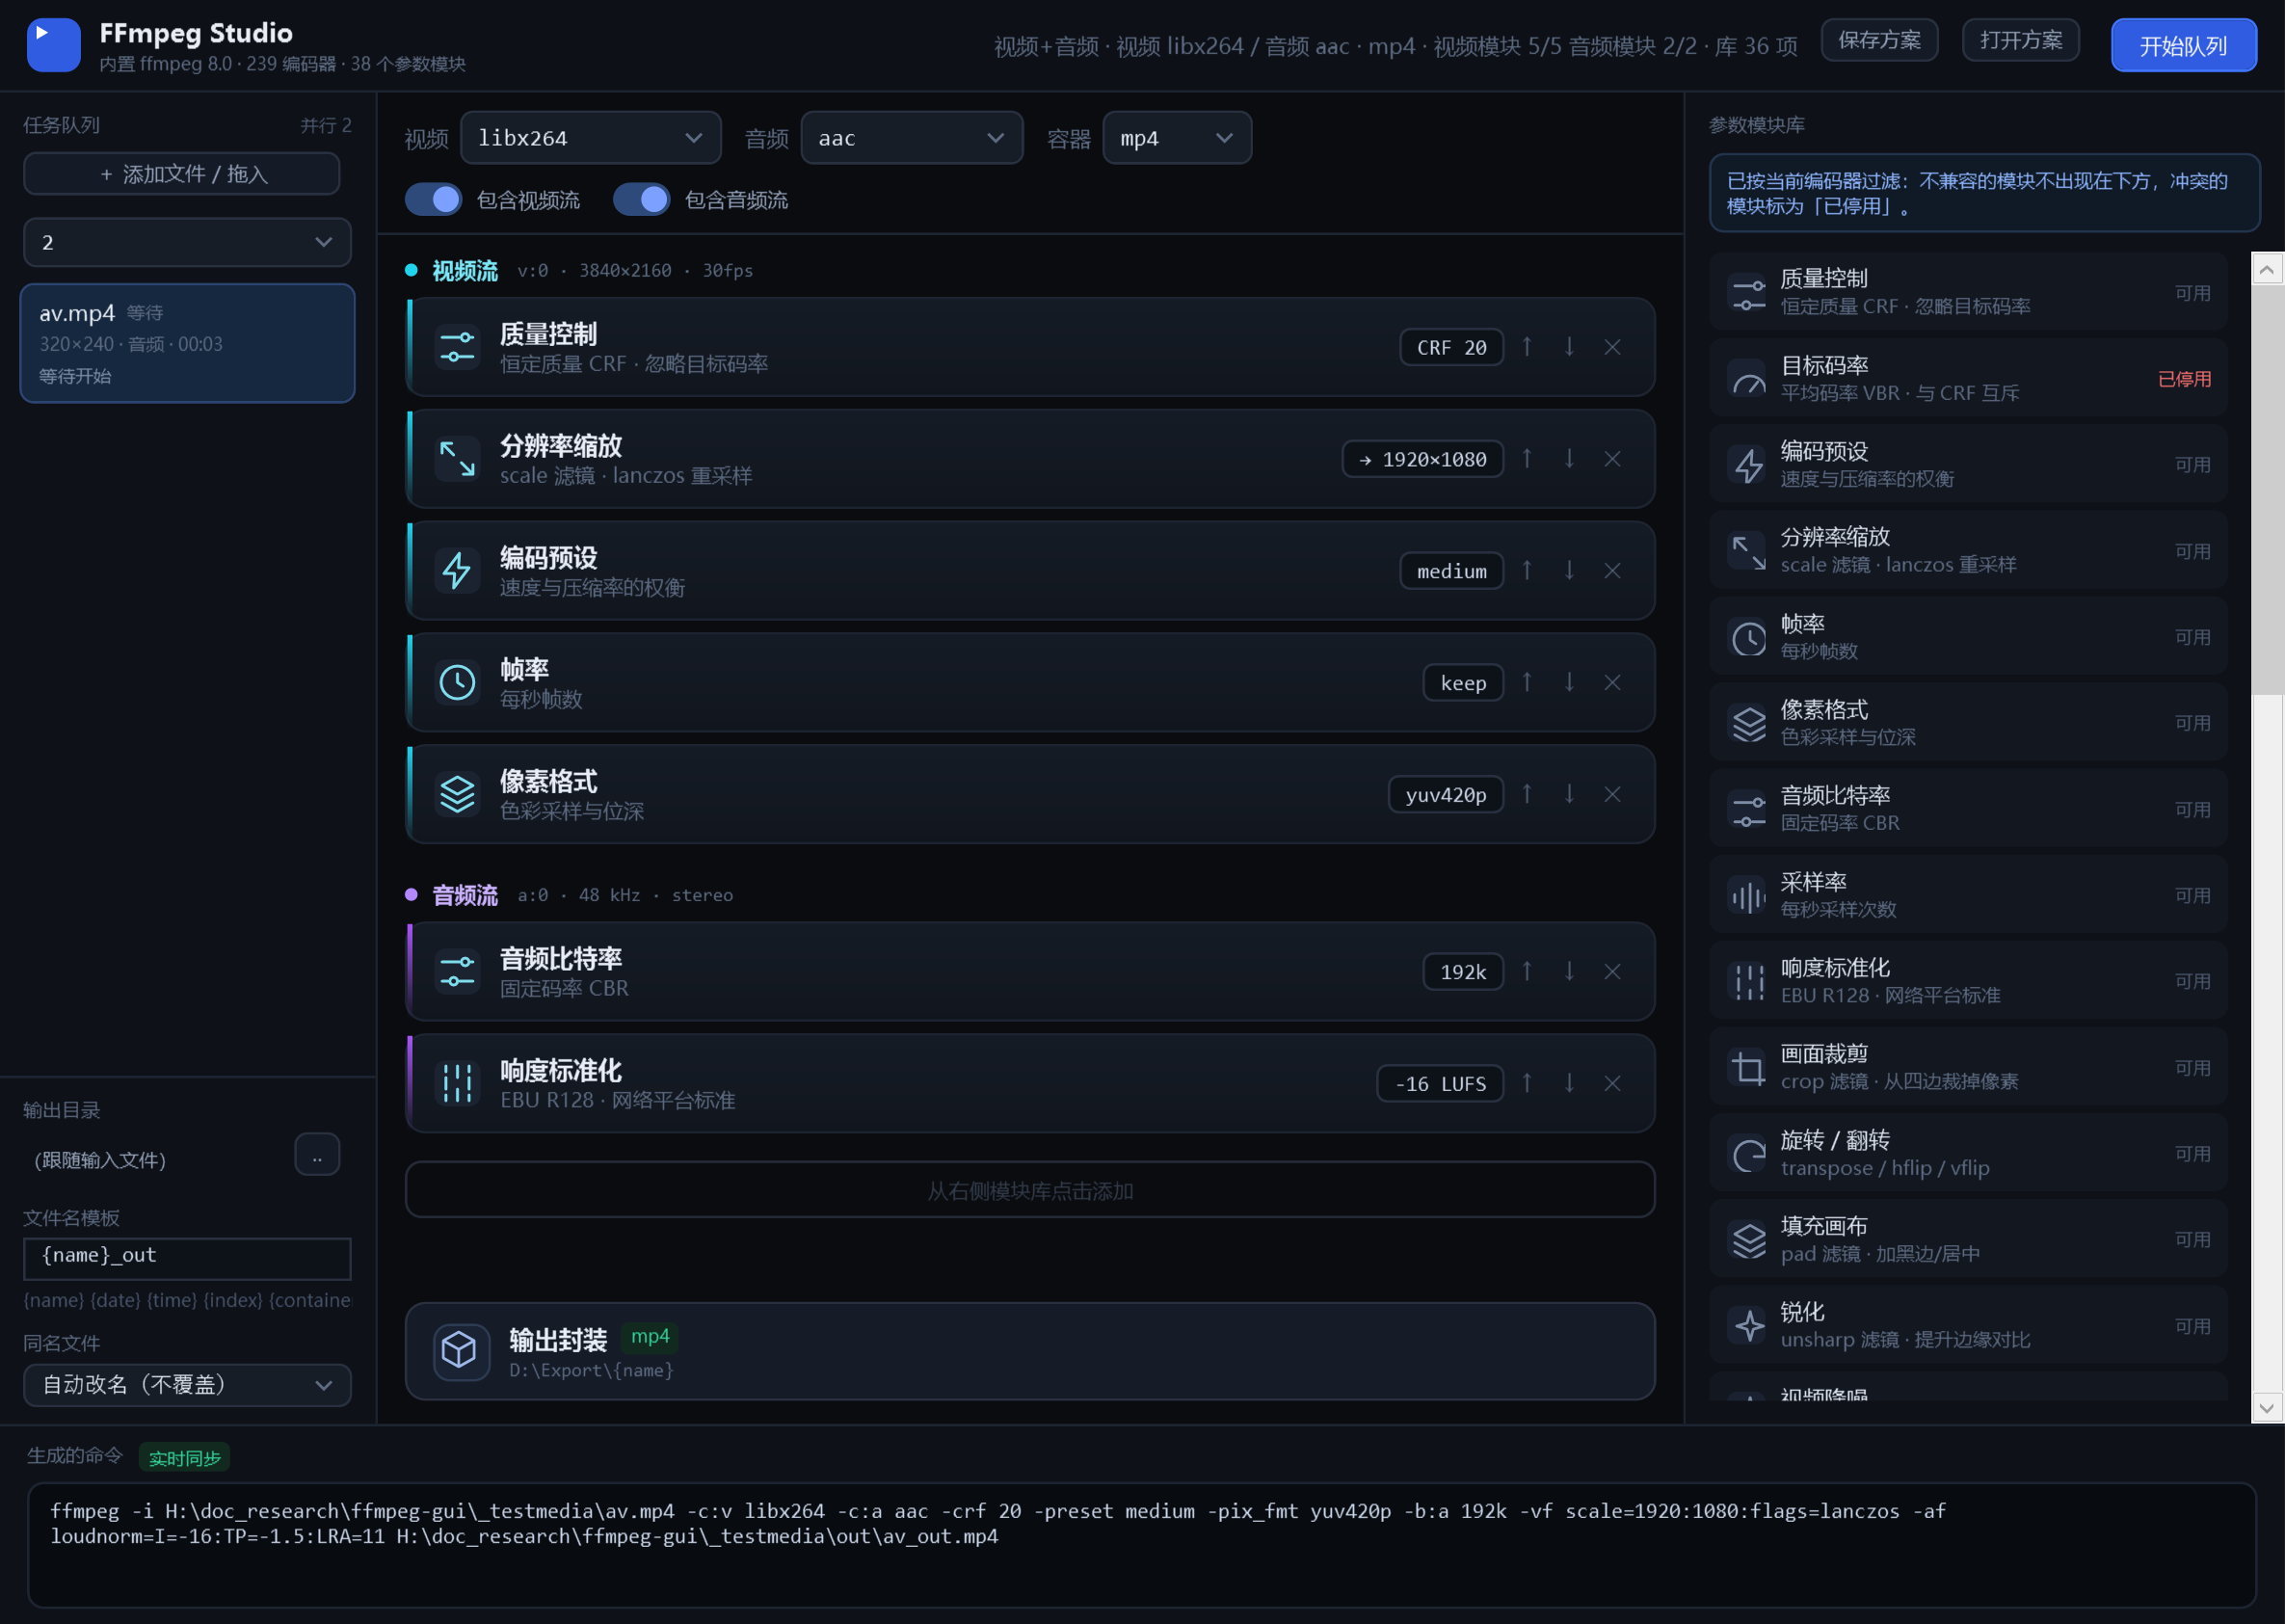 FFmpeg Studio
内置 ffmpeg 8.0 · 239 编码器 · 38 个参数模块
视频+音频 · 视频 libx264 / 音频 aac · mp4 · 视频模块 5/5 音频模块 2/2 · 库 36 项
保存方案
打开方案
开始队列
任务队列
并行 2
+ 添加文件 / 拖入
2
av.mp4 等待
320×240 · 音频 · 00:03
等待开始
输出目录
(跟随输入文件)
..
文件名模板
{name}_out
{name} {date} {time} {index} {containe
同名文件
自动改名（不覆盖）
视频 libx264 音频 aac 容器 mp4
包含视频流 包含音频流
视频流 v:0 · 3840×2160 · 30fps
质量控制
恒定质量 CRF · 忽略目标码率
CRF 20 ↑ ↓ ×
分辨率缩放
scale 滤镜 · lanczos 重采样
→ 1920×1080 ↑ ↓ ×
编码预设
速度与压缩率的权衡
medium ↑ ↓ ×
帧率
每秒帧数
keep ↑ ↓ ×
像素格式
色彩采样与位深
yuv420p ↑ ↓ ×
音频流 a:0 · 48 kHz · stereo
音频比特率
固定码率 CBR
192k ↑ ↓ ×
响度标准化
EBU R128 · 网络平台标准
-16 LUFS ↑ ↓ ×
从右侧模块库点击添加
输出封装 mp4
D:\Export\{name}
参数模块库
已按当前编码器过滤：不兼容的模块不出现在下方，冲突的
模块标为「已停用」。
质量控制
恒定质量 CRF · 忽略目标码率
可用
目标码率
平均码率 VBR · 与 CRF 互斥
已停用
编码预设
速度与压缩率的权衡
可用
分辨率缩放
scale 滤镜 · lanczos 重采样
可用
帧率
每秒帧数
可用
像素格式
色彩采样与位深
可用
音频比特率
固定码率 CBR
可用
采样率
每秒采样次数
可用
响度标准化
EBU R128 · 网络平台标准
可用
画面裁剪
crop 滤镜 · 从四边裁掉像素
可用
旋转 / 翻转
transpose / hflip / vflip
可用
填充画布
pad 滤镜 · 加黑边/居中
可用
锐化
unsharp 滤镜 · 提升边缘对比
可用
视频降噪
生成的命令 实时同步
ffmpeg -i H:\doc_research\ffmpeg-gui\_testmedia\av.mp4 -c:v libx264 -c:a aac -crf 20 -preset medium -pix_fmt yuv420p -b:a 192k -vf scale=1920:1080:flags=lanczos -af
loudnorm=I=-16:TP=-1.5:LRA=11 H:\doc_research\ffmpeg-gui\_testmedia\out\av_out.mp4